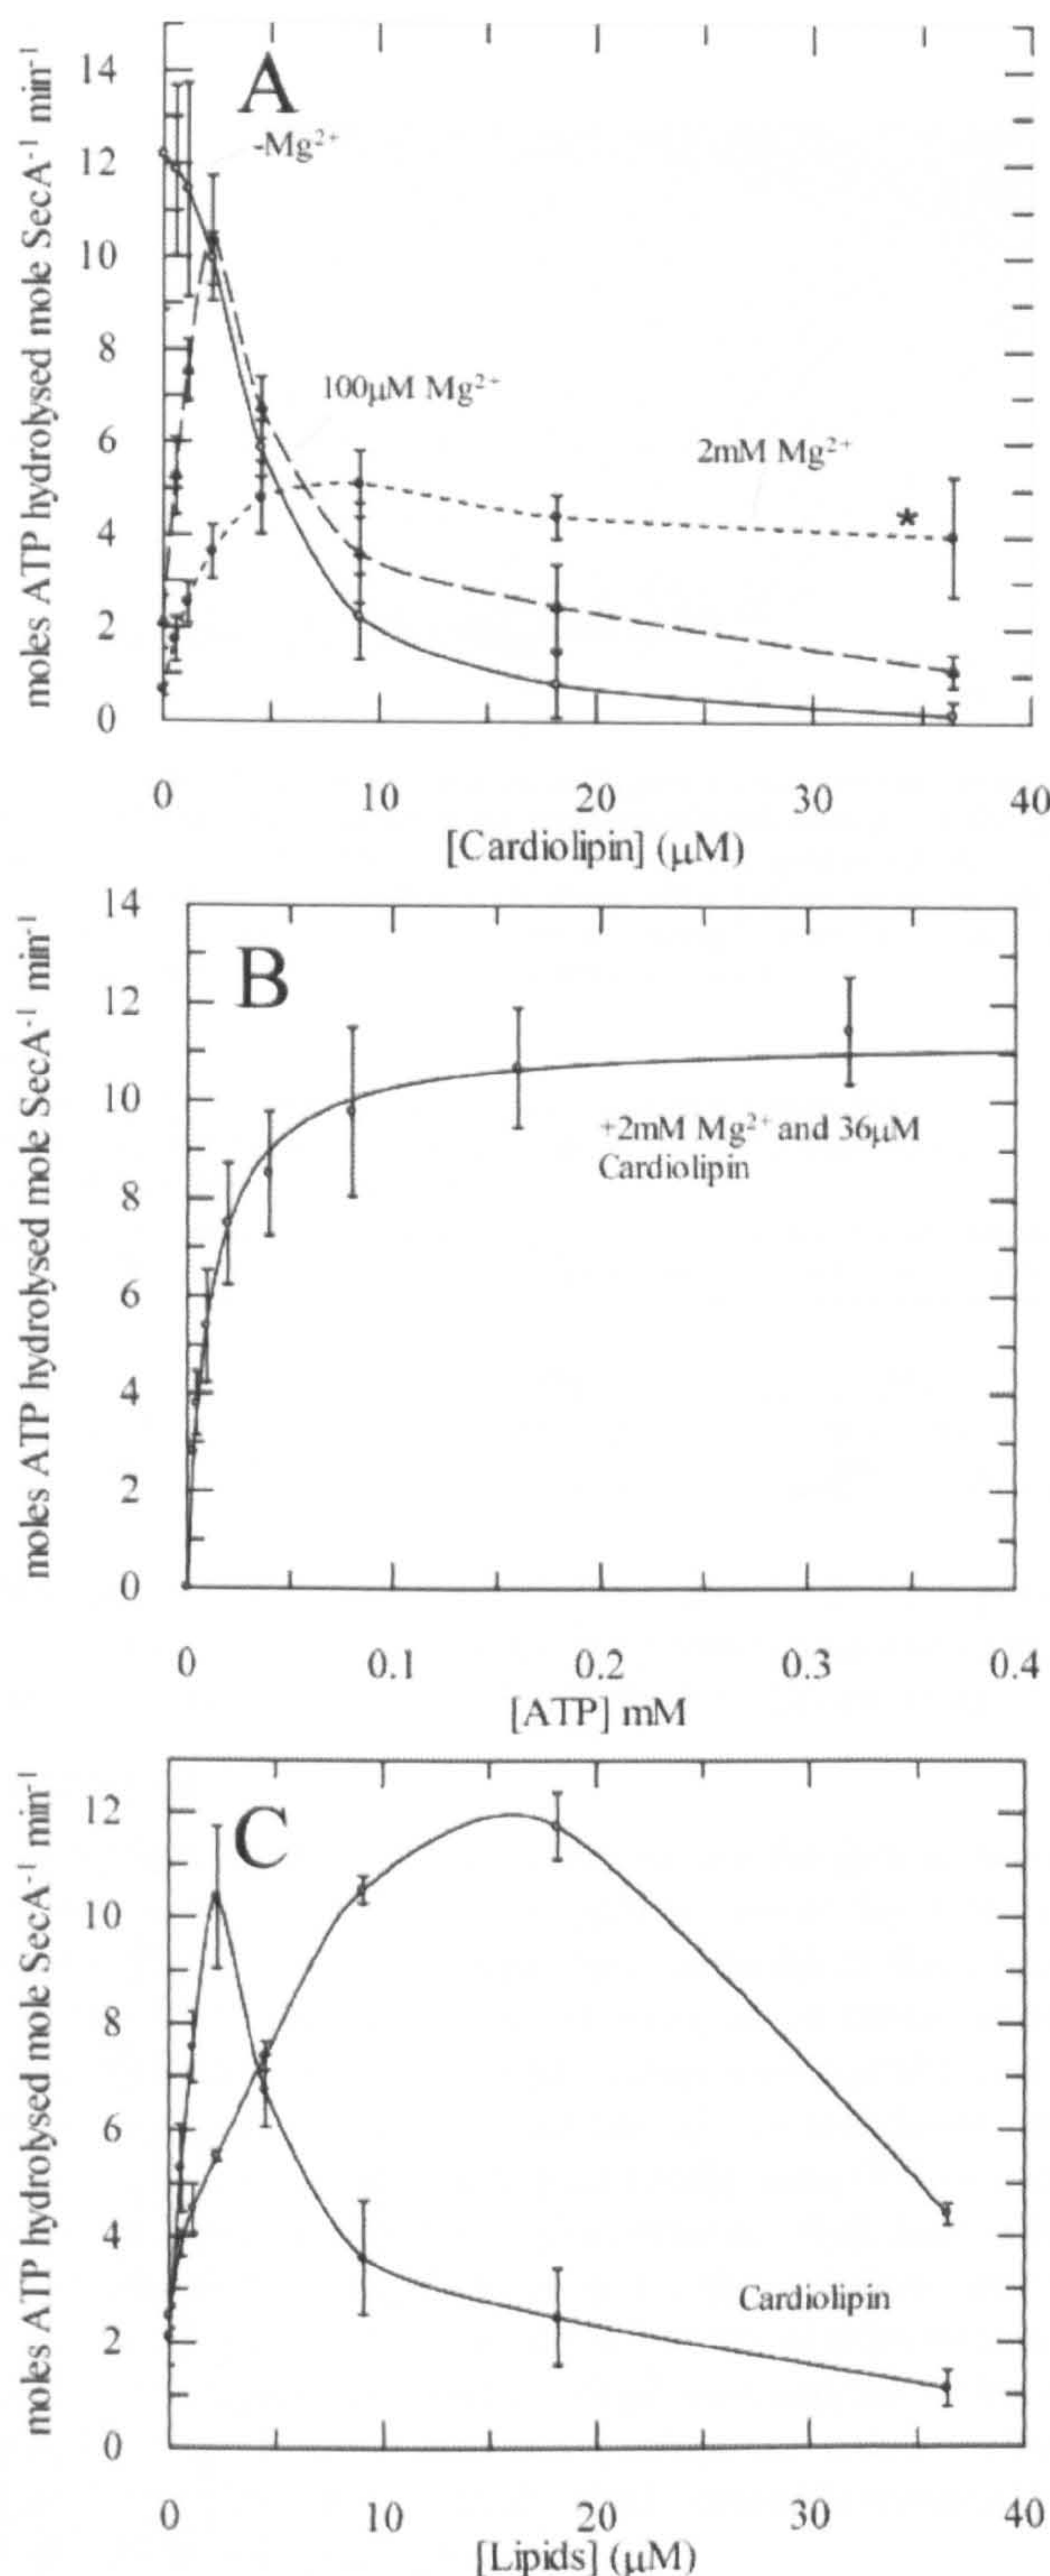 moles ATP hydrolysed mole SecA⁻¹ min⁻¹
A
14
12
10
8
6
4
2
0
-Mg²⁺
100μM Mg²⁺
2mM Mg²⁺
*
0 10 20 30 40
[Cardiolipin] (μM)
moles ATP hydrolysed mole SecA⁻¹ min⁻¹
B
14
12
10
8
6
4
2
0
+2mM Mg²⁺ and 36μM
Cardiolipin
0 0.1 0.2 0.3 0.4
[ATP] mM
moles ATP hydrolysed mole SecA⁻¹ min⁻¹
C
12
10
8
6
4
2
0
Cardiolipin
0 10 20 30 40
[Lipids] (μM)